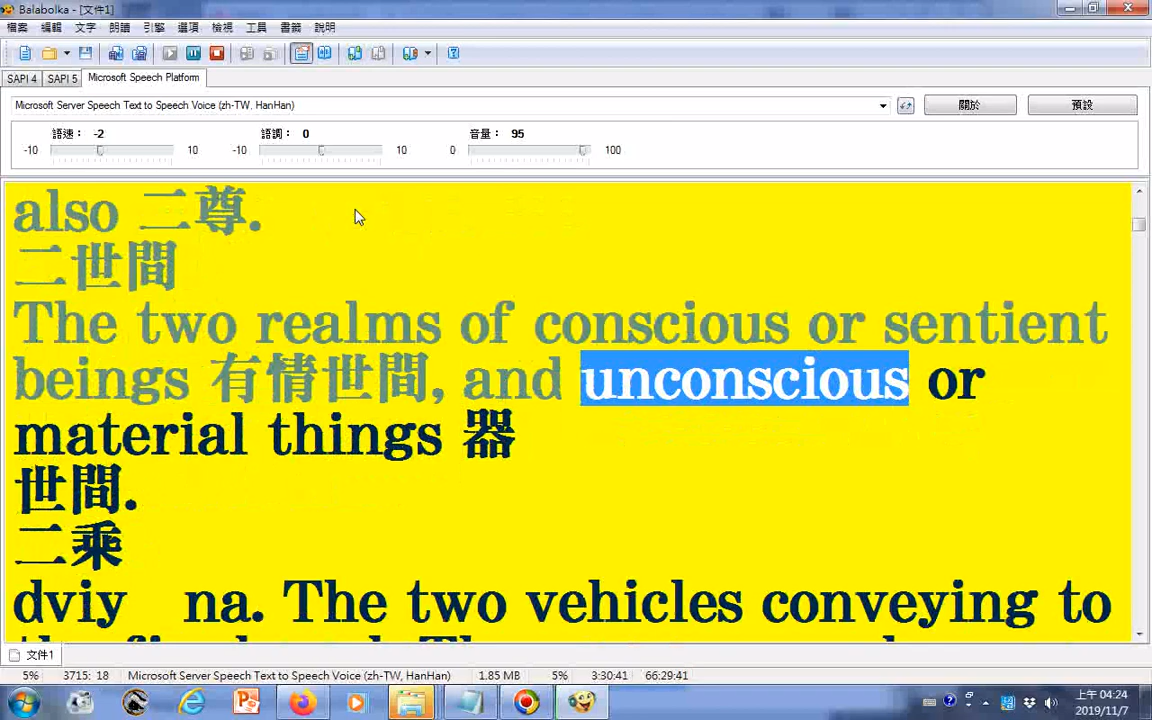 Balabolka - [文件1]
檔案 編輯 文字 朗讀 引擎 選項 檢視 工具 書籤 說明
SAPI 4 SAPI 5 Microsoft Speech Platform
Microsoft Server Speech Text to Speech Voice (zh-TW, HanHan) 關於 預設
語速： -2 語調： 0 音量： 95
-10 10 -10 10 0 100
also 二尊.
二世間
The two realms of conscious or sentient
beings 有情世間, and unconscious or
material things 器
世間.
二乘
dviy na. The two vehicles conveying to
文件1
5% 3715: 18 Microsoft Server Speech Text to Speech Voice (zh-TW, HanHan) 1.85 MB 5% 3:30:41 66:29:41
上午 04:24
2019/11/7